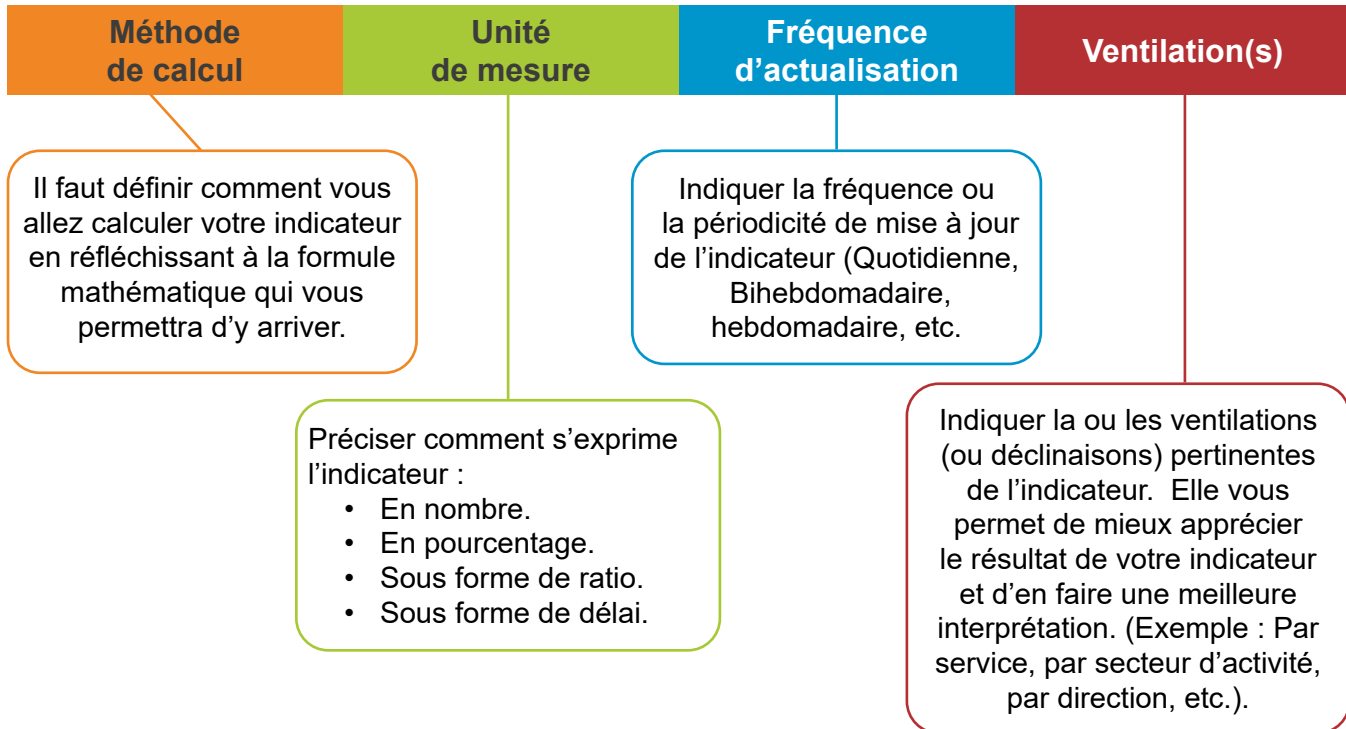 Méthode
de calcul
Unité
de mesure
Fréquence
d’actualisation
Ventilation(s)
Il faut définir comment vous
allez calculer votre indicateur
en réfléchissant à la formule
mathématique qui vous
permettra d’y arriver.
Préciser comment s’exprime
l’indicateur :
• En nombre.
• En pourcentage.
• Sous forme de ratio.
• Sous forme de délai.
Indiquer la fréquence ou
la périodicité de mise à jour
de l’indicateur (Quotidienne,
Bihebdomadaire,
hebdomadaire, etc.
Indiquer la ou les ventilations
(ou déclinaisons) pertinentes
de l’indicateur.  Elle vous
permet de mieux apprécier
le résultat de votre indicateur
et d’en faire une meilleure
interprétation. (Exemple : Par
service, par secteur d’activité,
par direction, etc.).